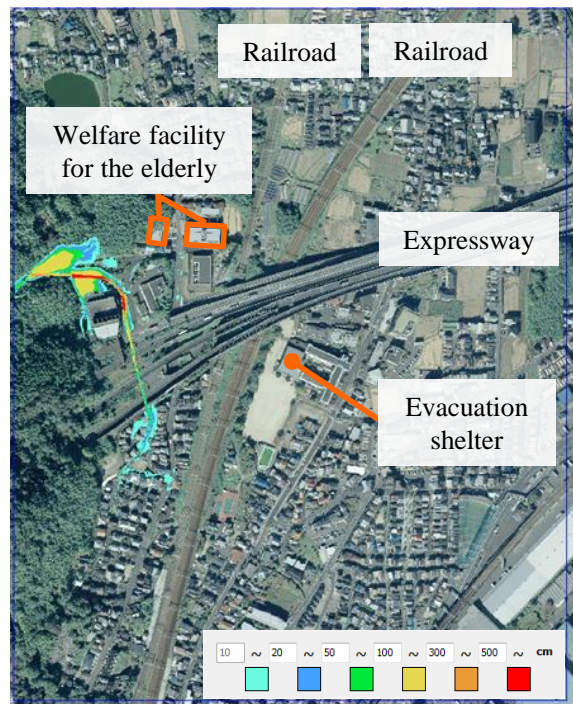 Railroad
Railroad
Welfare facility
for the elderly
Expressway
Evacuation
shelter
10 ~ 20 ~ 50 ~ 100 ~ 300 ~ 500 ~ cm